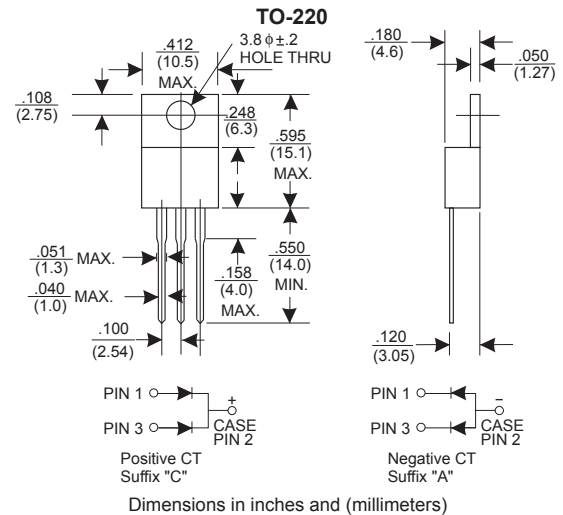 TO-220
.412
(10.5)
MAX.
3.8 ϕ±.2
HOLE THRU
.180
(4.6)
.050
(1.27)
.108
(2.75)
.248
(6.3)
.595
(15.1)
MAX.
.051
(1.3)
MAX.
.040
(1.0)
MAX.
.158
(4.0)
MAX.
.550
(14.0)
MIN.
.100
(2.54)
.120
(3.05)
PIN 1
+
PIN 3
CASE
PIN 2
Positive CT
Suffix "C"
PIN 1
−
PIN 3
CASE
PIN 2
Negative CT
Suffix "A"
Dimensions in inches and (millimeters)